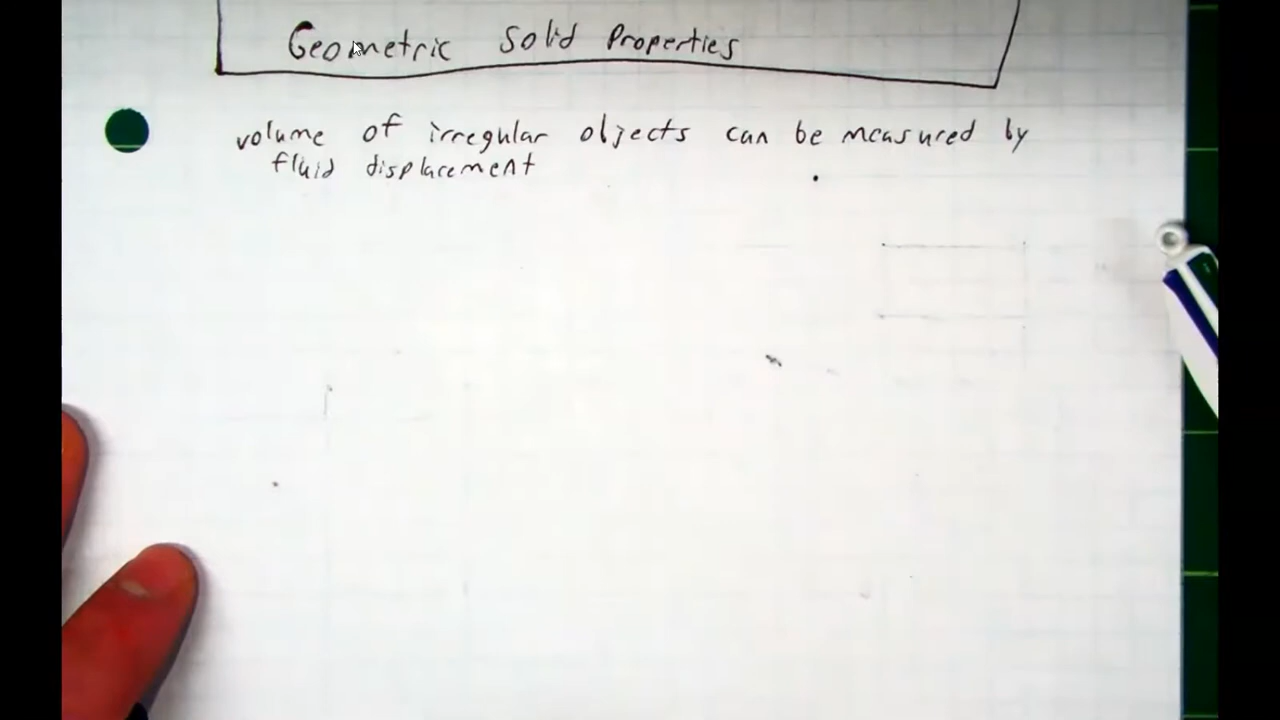 Geometric Solid Properties
volume of irregular objects can be measured by
fluid displacement